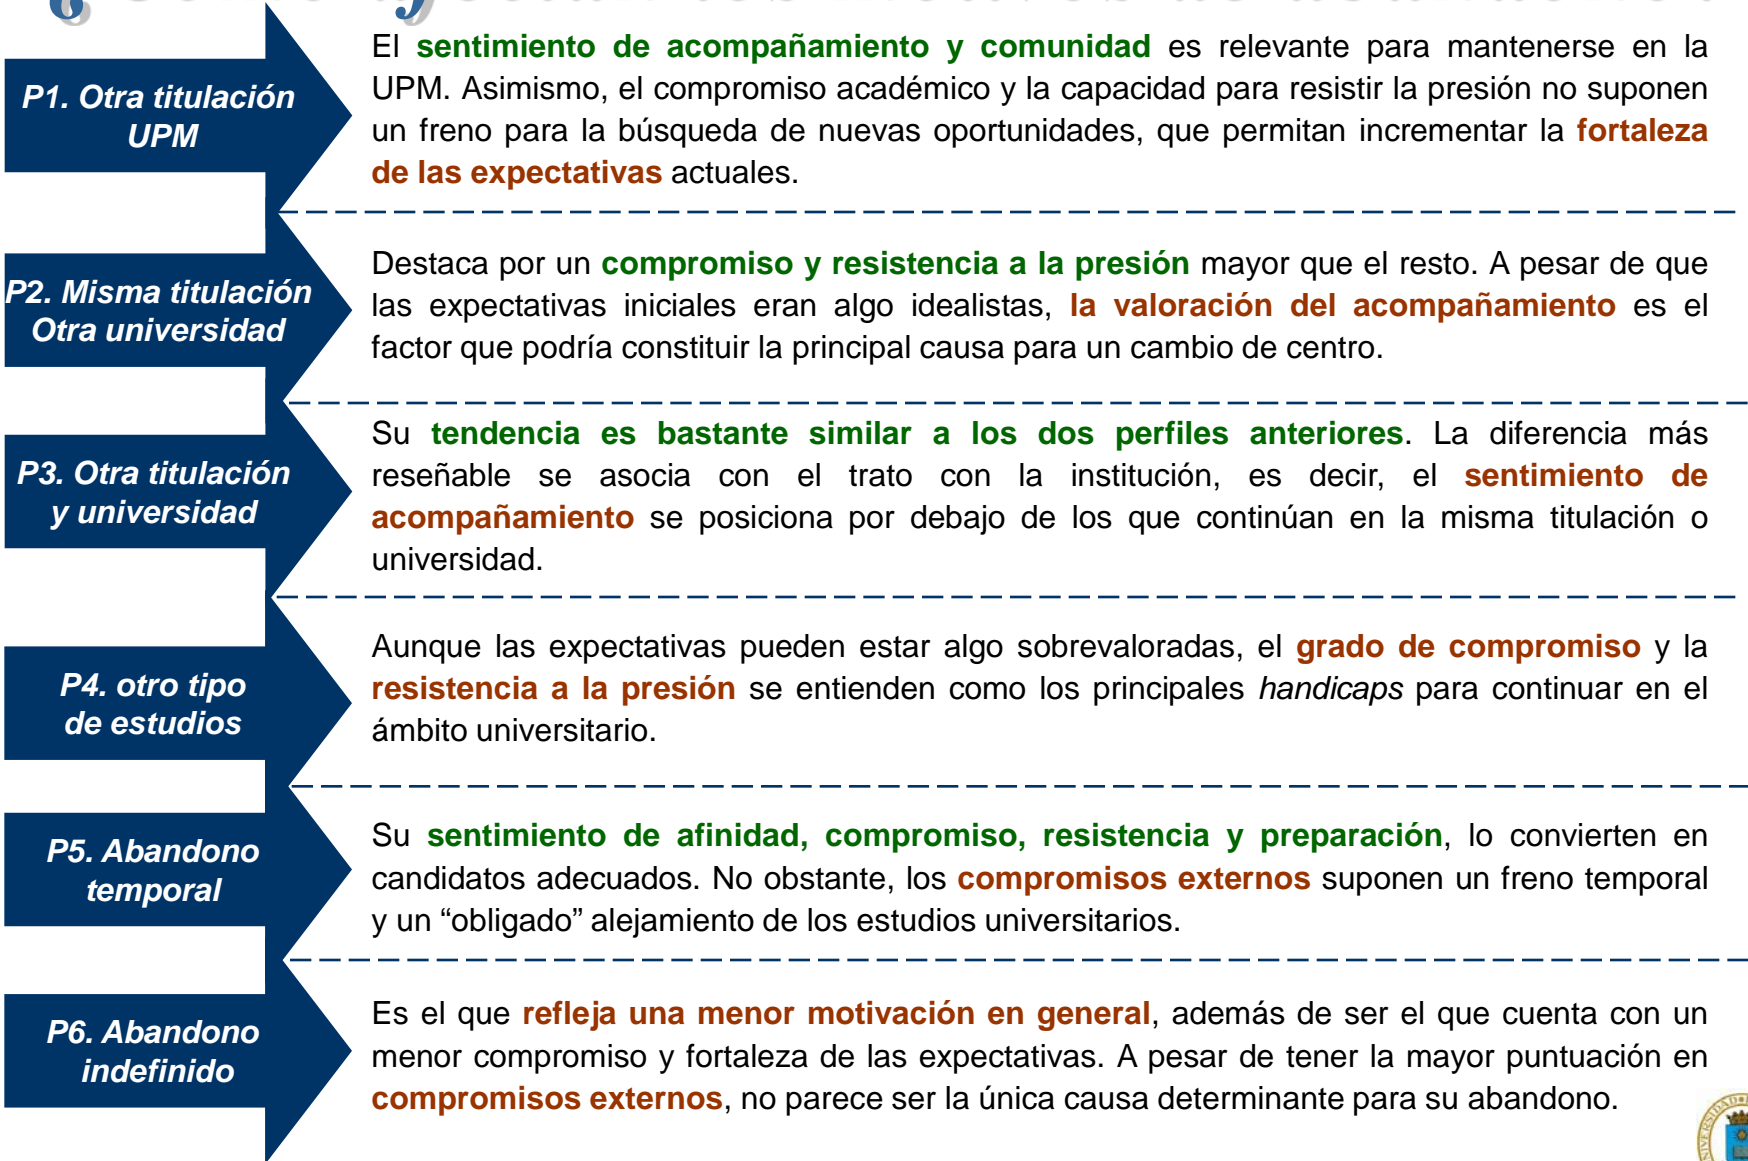 P1. Otra titulación
UPM
El sentimiento de acompañamiento y comunidad es relevante para mantenerse en la
UPM. Asimismo, el compromiso académico y la capacidad para resistir la presión no suponen
un freno para la búsqueda de nuevas oportunidades, que permitan incrementar la fortaleza
de las expectativas actuales.
P2. Misma titulación
Otra universidad
Destaca por un compromiso y resistencia a la presión mayor que el resto. A pesar de que
las expectativas iniciales eran algo idealistas, la valoración del acompañamiento es el
factor que podría constituir la principal causa para un cambio de centro.
P3. Otra titulación
y universidad
Su tendencia es bastante similar a los dos perfiles anteriores. La diferencia más
reseñable se asocia con el trato con la institución, es decir, el sentimiento de
acompañamiento se posiciona por debajo de los que continúan en la misma titulación o
universidad.
P4. otro tipo
de estudios
Aunque las expectativas pueden estar algo sobrevaloradas, el grado de compromiso y la
resistencia a la presión se entienden como los principales handicaps para continuar en el
ámbito universitario.
P5. Abandono
temporal
Su sentimiento de afinidad, compromiso, resistencia y preparación, lo convierten en
candidatos adecuados. No obstante, los compromisos externos suponen un freno temporal
y un “obligado” alejamiento de los estudios universitarios.
P6. Abandono
indefinido
Es el que refleja una menor motivación en general, además de ser el que cuenta con un
menor compromiso y fortaleza de las expectativas. A pesar de tener la mayor puntuación en
compromisos externos, no parece ser la única causa determinante para su abandono.